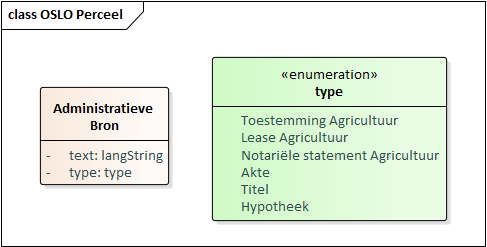 class OSLO Perceel
Administratieve
Bron
- text: langString
- type: type
«enumeration»
type
Toestemming Agricultuur
Lease Agricultuur
Notariële statement Agricultuur
Akte
Titel
Hypotheek